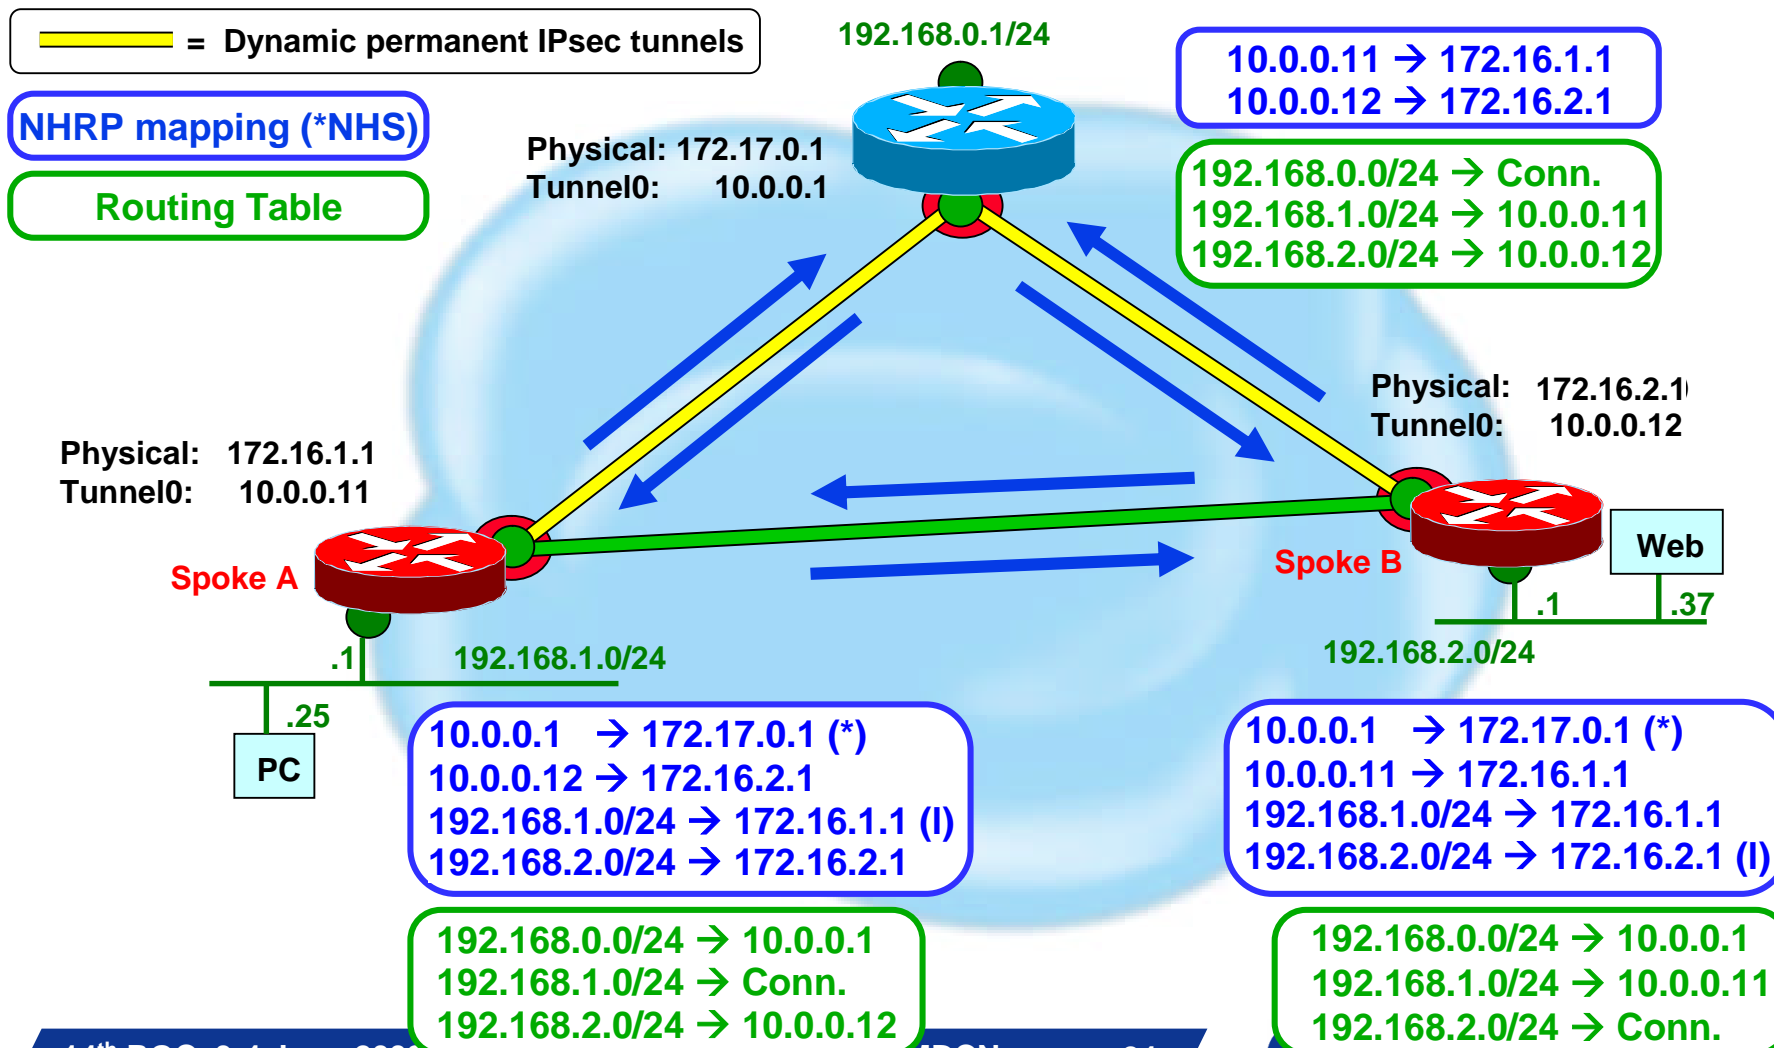 = Dynamic permanent IPsec tunnels
192.168.0.1/24
10.0.0.11 → 172.16.1.1
10.0.0.12 → 172.16.2.1
NHRP mapping (*NHS)
Routing Table
Physical: 172.17.0.1
Tunnel0: 10.0.0.1
192.168.0.0/24 → Conn.
192.168.1.0/24 → 10.0.0.11
192.168.2.0/24 → 10.0.0.12
Physical: 172.16.2.1
Tunnel0: 10.0.0.12
Physical: 172.16.1.1
Tunnel0: 10.0.0.11
Spoke A
Spoke B
Web
.1
.37
192.168.2.0/24
.1
192.168.1.0/24
.25
PC
10.0.0.1 → 172.17.0.1 (*)
10.0.0.12 → 172.16.2.1
192.168.1.0/24 → 172.16.1.1 (l)
192.168.2.0/24 → 172.16.2.1
10.0.0.1 → 172.17.0.1 (*)
10.0.0.11 → 172.16.1.1
192.168.1.0/24 → 172.16.1.1
192.168.2.0/24 → 172.16.2.1 (l)
192.168.0.0/24 → 10.0.0.1
192.168.1.0/24 → Conn.
192.168.2.0/24 → 10.0.0.12
192.168.0.0/24 → 10.0.0.1
192.168.1.0/24 → 10.0.0.11
192.168.2.0/24 → Conn.